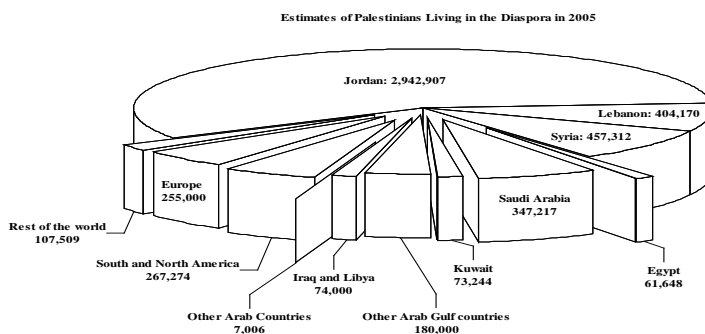 Estimates of Palestinians Living in the Diaspora in 2005
Jordan: 2,942,907
Lebanon: 404,170
Syria: 457,312
Saudi Arabia
347,217
Egypt
61,648
Kuwait
73,244
Other Arab Gulf countries
180,000
Iraq and Libya
74,000
Other Arab Countries
7,006
South and North America
267,274
Europe
255,000
Rest of the world
107,509